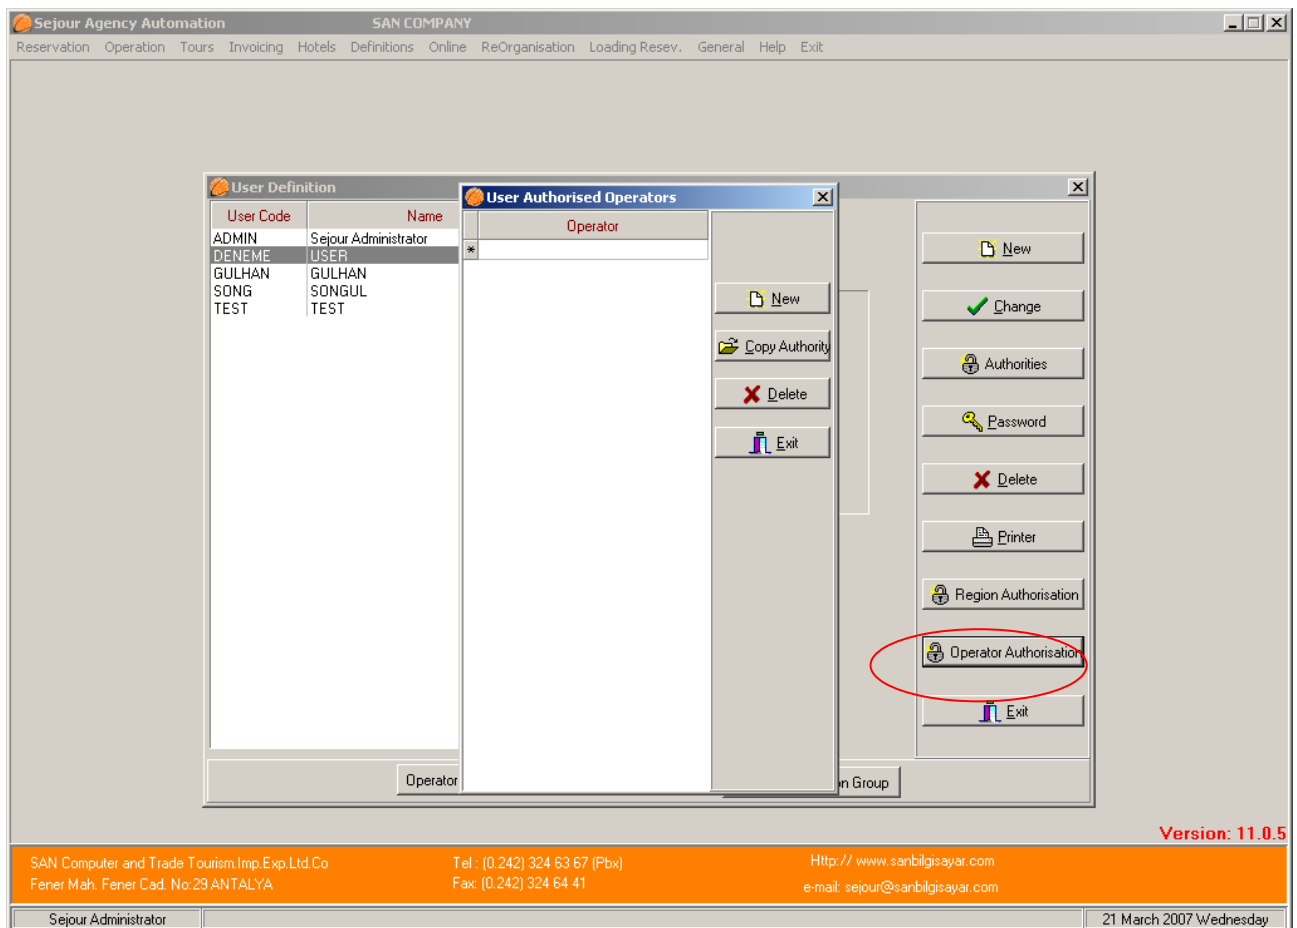 Sejour Agency Automation SAN COMPANY
Reservation Operation Tours Invoicing Hotels Definitions Online ReOrganisation Loading Resev. General Help Exit
User Definition
User Code Name
ADMIN Sejour Administrator
DENEME USER
GULHAN GULHAN
SONG SONGUL
TEST TEST
User Authorised Operators
Operator
*
New
Copy Authority
Delete
Exit
New
Change
Authorities
Password
Delete
Printer
Region Authorisation
Operator Authorisation
Exit
Operator
n Group
Version: 11.0.5
SAN Computer and Trade Tourism.Imp.Exp.Ltd.Co Tel : (0.242) 324 63 67 (Pbx) Http:// www.sanbilgisayar.com
Fener Mah. Fener Cad. No:29 ANTALYA Fax: (0.242) 324 64 41 e-mail: sejour@sanbilgisayar.com
Sejour Administrator 21 March 2007 Wednesday